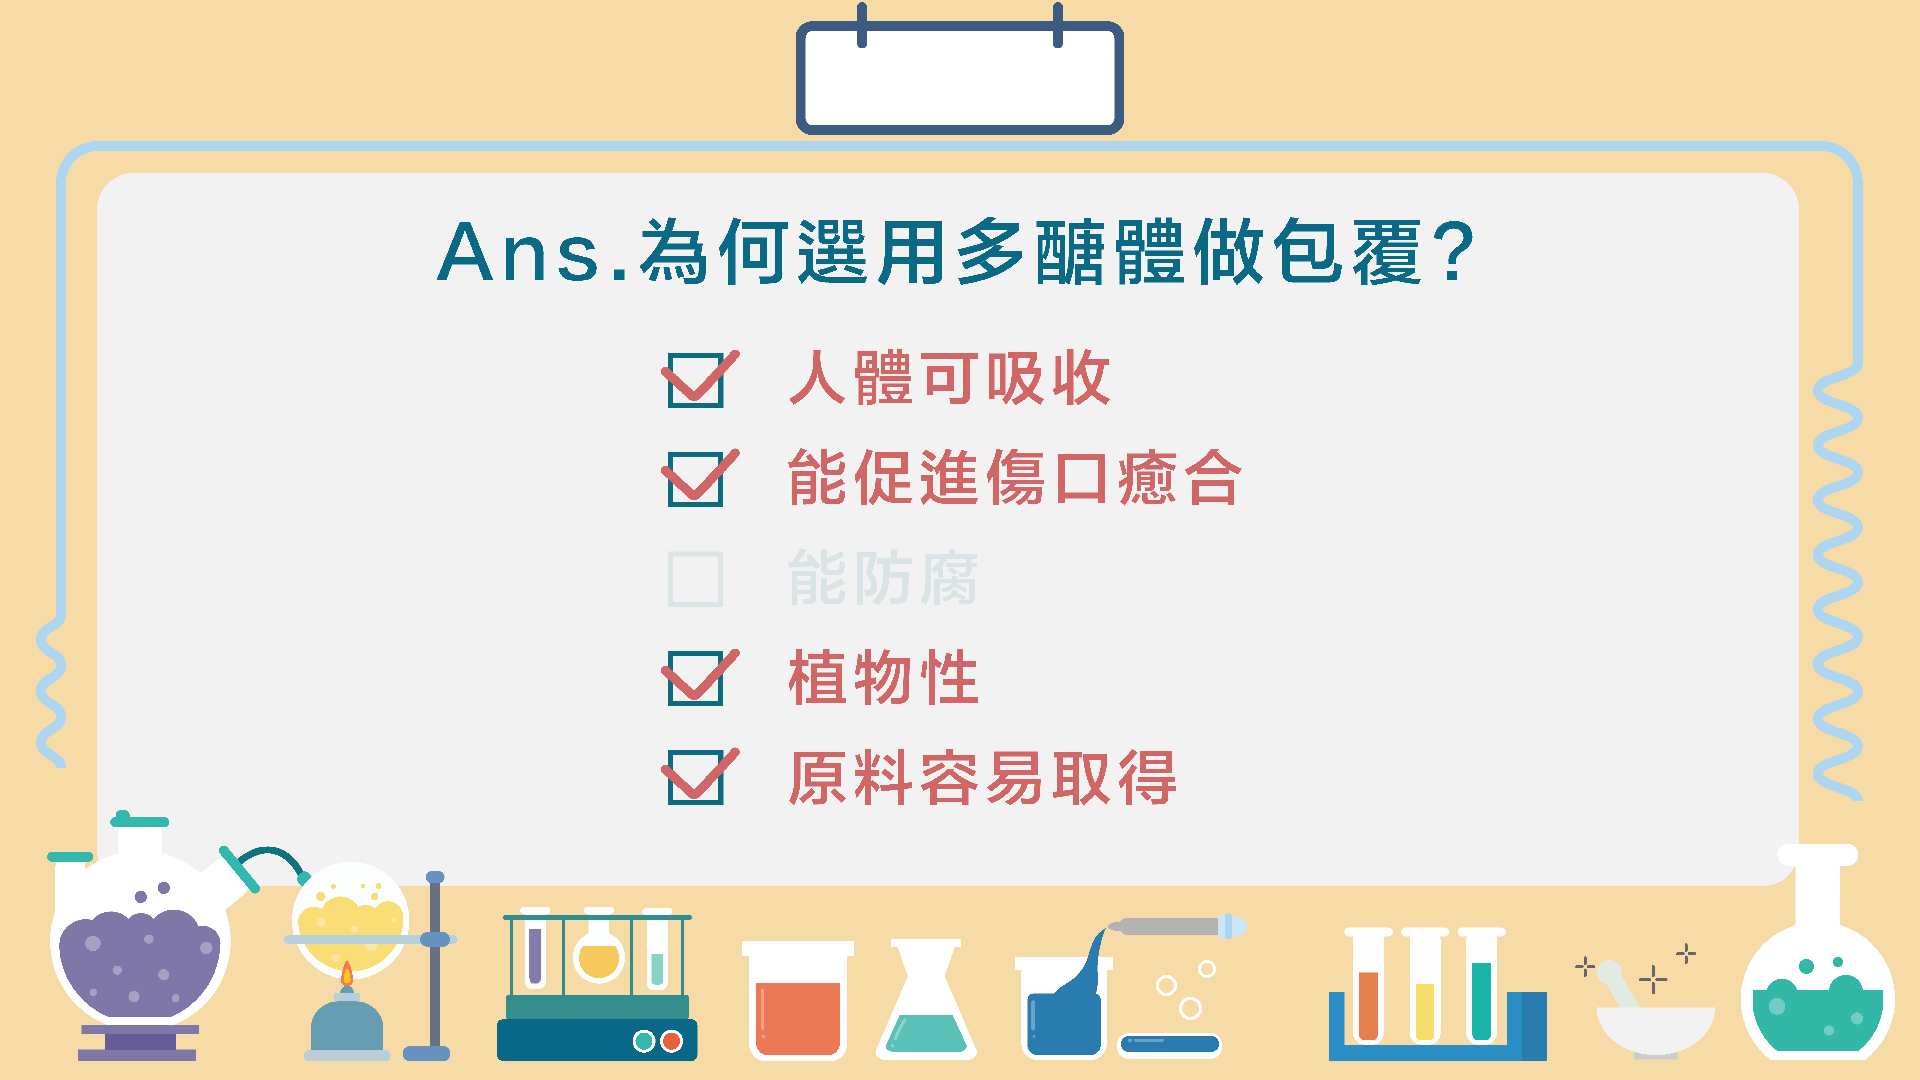 Ans.為何選用多醣體做包覆?
人體可吸收
能促進傷口癒合
能防腐
植物性
原料容易取得